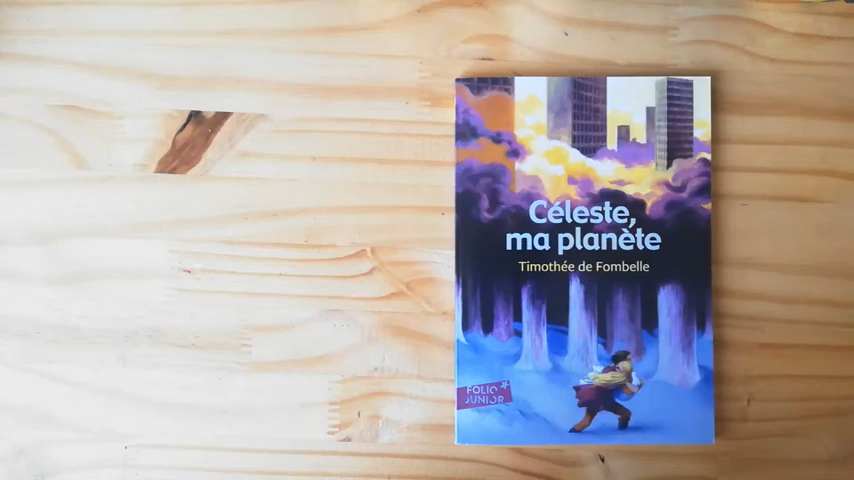 Céleste,
ma planète
Timothée de Fombelle
FOLIO
JUNIOR